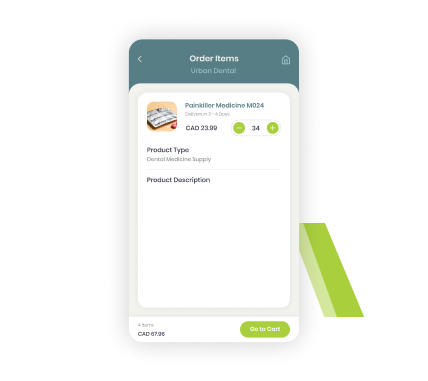 Order Items
Urban Dental
Painkiller Medicine M024
Delivers in 3 - 4 Days
CAD 23.99
34
Product Type
Dental Medicine Supply
Product Description
4 Items
CAD 67.96
Go to Cart